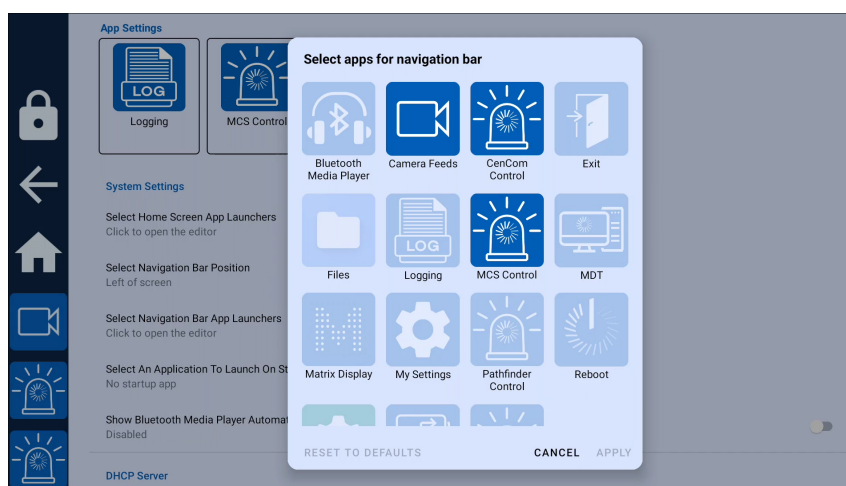 App Settings
LOG
Logging
MCS Control
System Settings
Select Home Screen App Launchers
Click to open the editor
Select Navigation Bar Position
Left of screen
Select Navigation Bar App Launchers
Click to open the editor
Select An Application To Launch On St
No startup app
Show Bluetooth Media Player Automat
Disabled
DHCP Server
Select apps for navigation bar
Bluetooth
Media Player
Camera Feeds
CenCom
Control
Exit
Files
LOG
Logging
MCS Control
MDT
Matrix Display
My Settings
Pathfinder
Control
Reboot
RESET TO DEFAULTS
CANCEL
APPLY